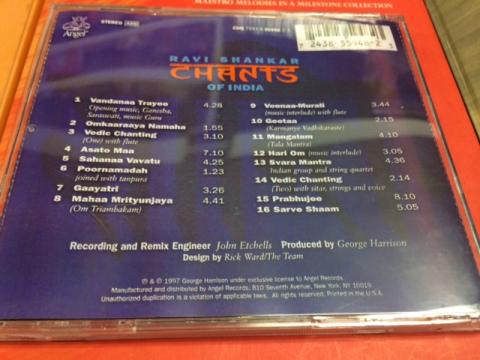 MAESTRO MELODIES IN A MILESTONE COLLECTION
Angel
STEREO
RAVI SHANKAR
CHANTS
OF INDIA
1 Vandanaa Trayee 4.28
(Opening music, Ganesha,
Saraswati, music Guru)
2 Omkaaraaya Namaha 1.55
3 Vedic Chanting 3.10
(One) with flute
4 Asato Maa 7.10
5 Sahanaa Vavatu 4.25
6 Poornamadah 1.23
joined with tanpura
7 Gaayatri 3.26
8 Mahaa Mrityunjaya 4.41
(Om Triambakam)
9 Veenaa-Murali 3.44
(music interlude) with flute
10 Geetaa 2.15
(Karmanye Vadhikaraste)
11 Mangalam 4.10
(Tala Mantra)
12 Hari Om (music interlude) 3.05
13 Svara Mantra 4.36
Indian group and string quartet
14 Vedic Chanting 2.14
(Two) with sitar, strings and voice
15 Prabhujee 8.10
16 Sarve Shaam 5.05
Recording and Remix Engineer John Etchells Produced by George Harrison
Design by Rick Ward/The Team
℗ & © 1997 George Harrison under exclusive license to Angel Records.
Manufactured and distributed by Angel Records, 810 Seventh Avenue, New York, NY 10019
Unauthorized duplication is a violation of applicable laws. All rights reserved. Printed in the U.S.A.